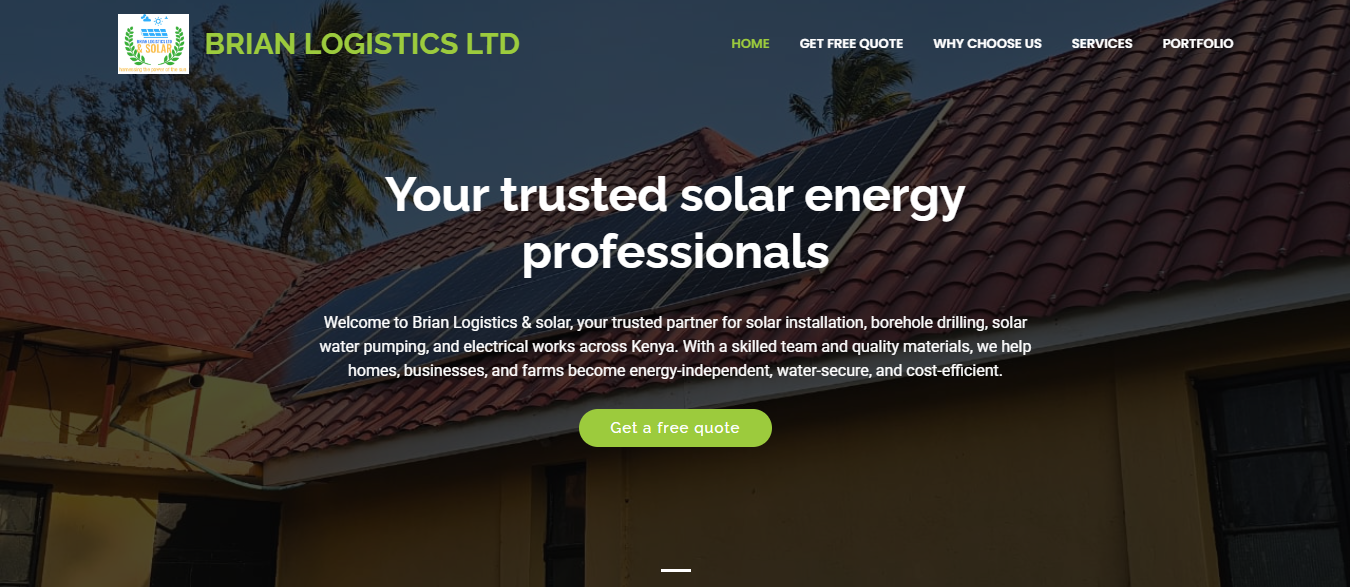 BRIAN LOGISTICS LTD
HOME GET FREE QUOTE WHY CHOOSE US SERVICES PORTFOLIO
& SOLAR
Your trusted solar energy
professionals
Welcome to Brian Logistics & solar, your trusted partner for solar installation, borehole drilling, solar
water pumping, and electrical works across Kenya. With a skilled team and quality materials, we help
homes, businesses, and farms become energy-independent, water-secure, and cost-efficient.
Get a free quote